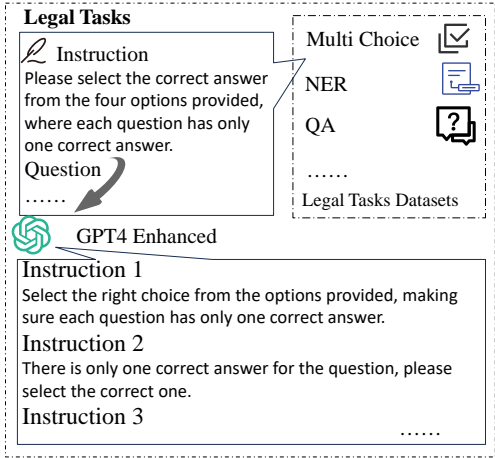 Legal Tasks
Instruction
Please select the correct answer
from the four options provided,
where each question has only
one correct answer.
Question
……
Multi Choice
NER
QA
?
……
Legal Tasks Datasets
GPT4 Enhanced
Instruction 1
Select the right choice from the options provided, making
sure each question has only one correct answer.
Instruction 2
There is only one correct answer for the question, please
select the correct one.
Instruction 3
……